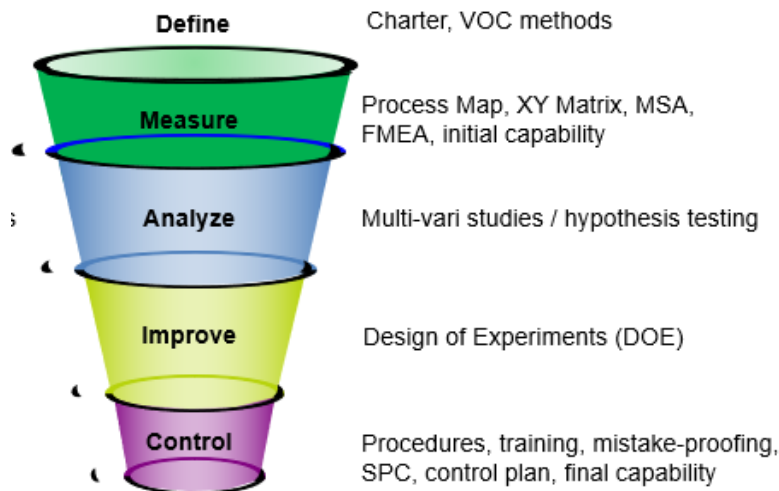 Define
Charter, VOC methods
Measure
Process Map, XY Matrix, MSA,
FMEA, initial capability
Analyze
Multi-vari studies / hypothesis testing
Improve
Design of Experiments (DOE)
Control
Procedures, training, mistake-proofing,
SPC, control plan, final capability